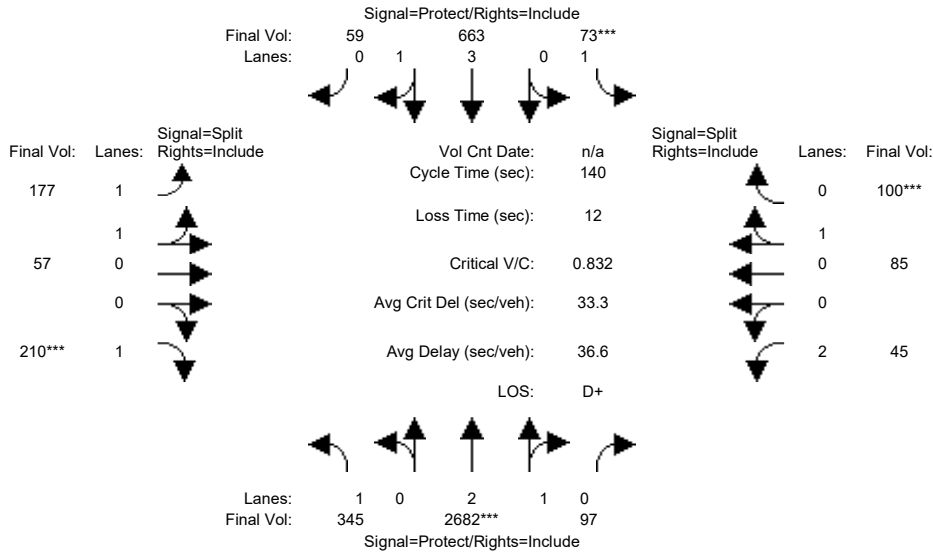 Signal=Protect/Rights=Include
Final Vol: 59 663 73***
Lanes: 0 1 3 0 1
Signal=Split
Final Vol: Lanes: Rights=Include
Vol Cnt Date: n/a
Signal=Split
Rights=Include Lanes: Final Vol:
Cycle Time (sec): 140
177 1
0 100***
Loss Time (sec): 12
1
1
57 0
Critical V/C: 0.832
0 85
0
Avg Crit Del (sec/veh): 33.3
0
210*** 1
Avg Delay (sec/veh): 36.6
2 45
LOS: D+
Lanes: 1 0 2 1 0
Final Vol: 345 2682*** 97
Signal=Protect/Rights=Include